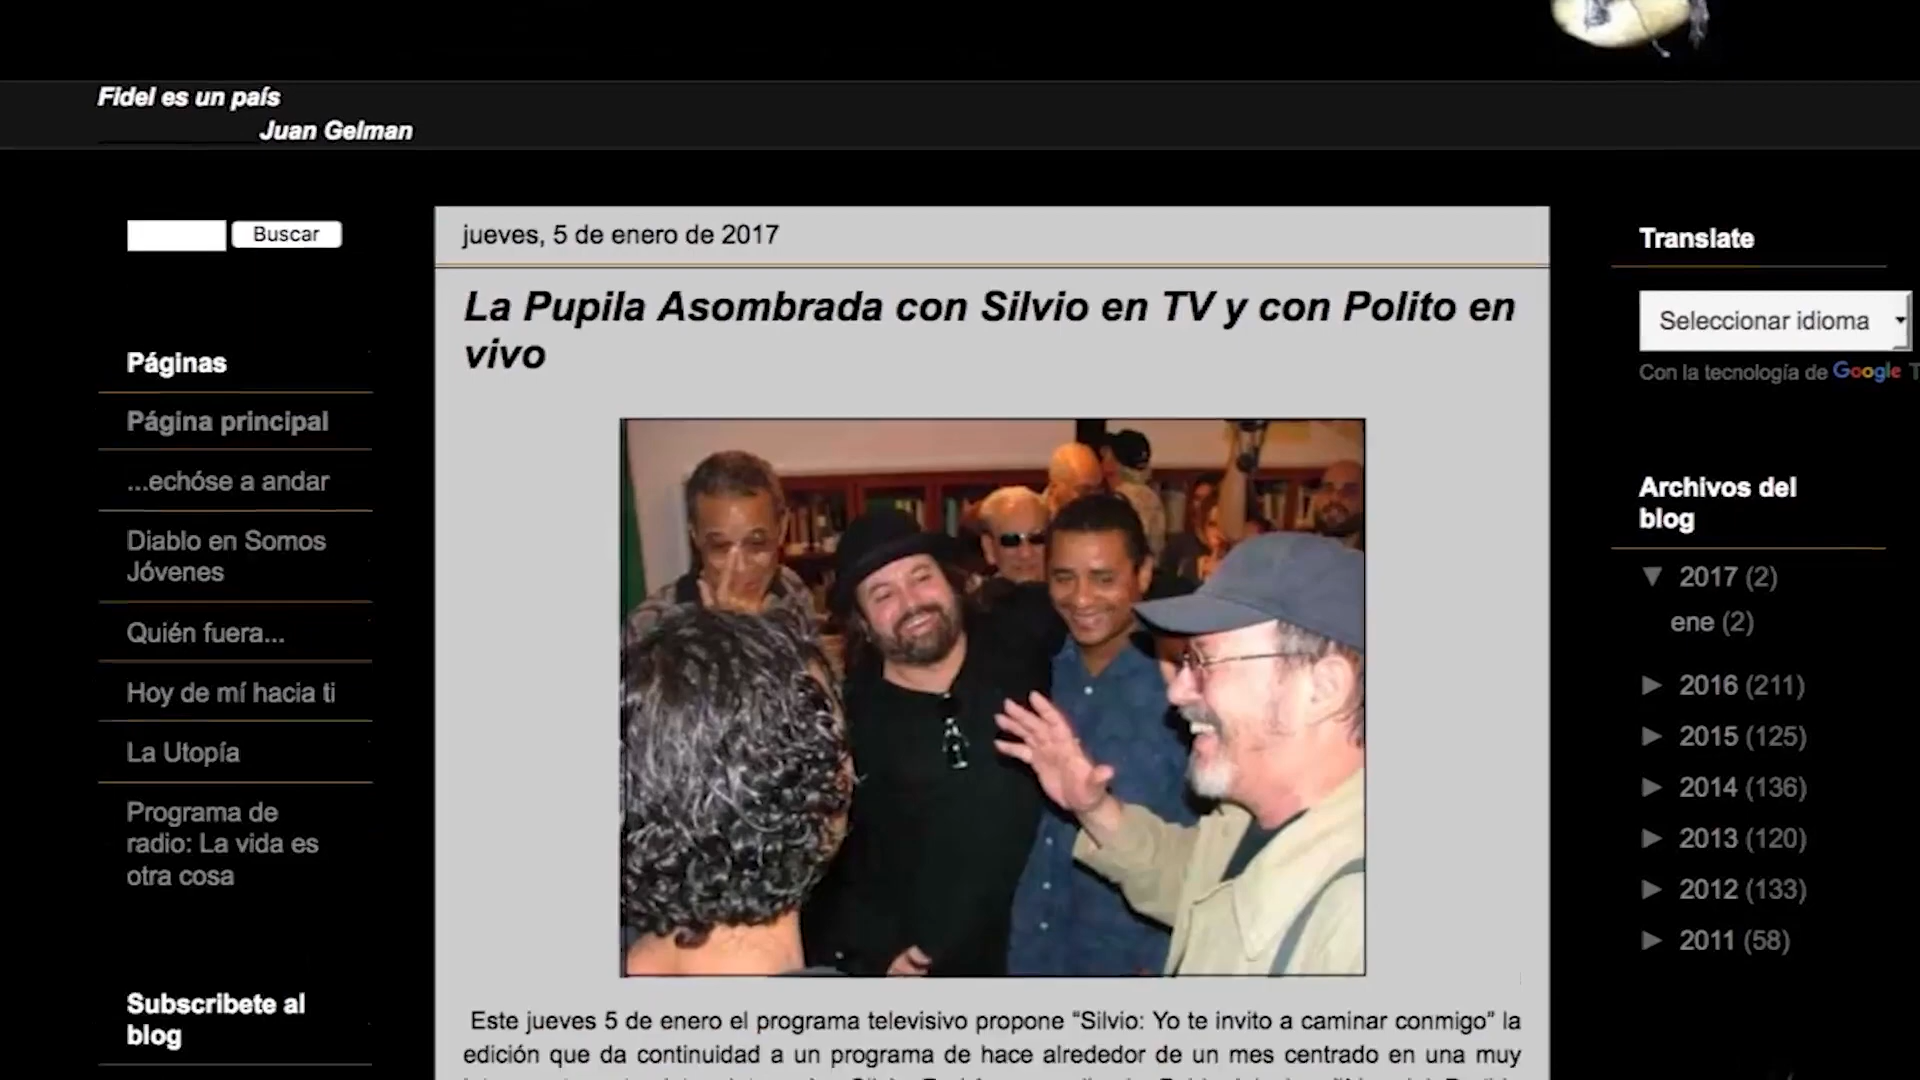 Fidel es un país
Juan Gelman
Buscar
Páginas
Página principal
...echóse a andar
Diablo en Somos
Jóvenes
Quién fuera...
Hoy de mí hacia ti
La Utopía
Programa de
radio: La vida es
otra cosa
Subscribete al
blog
jueves, 5 de enero de 2017
La Pupila Asombrada con Silvio en TV y con Polito en
vivo
Este jueves 5 de enero el programa televisivo propone “Silvio: Yo te invito a caminar conmigo” la
edición que da continuidad a un programa de hace alrededor de un mes centrado en una muy
Translate
Seleccionar idioma
Con la tecnología de Google
Archivos del
blog
▼ 2017 (2)
ene (2)
► 2016 (211)
► 2015 (125)
► 2014 (136)
► 2013 (120)
► 2012 (133)
► 2011 (58)